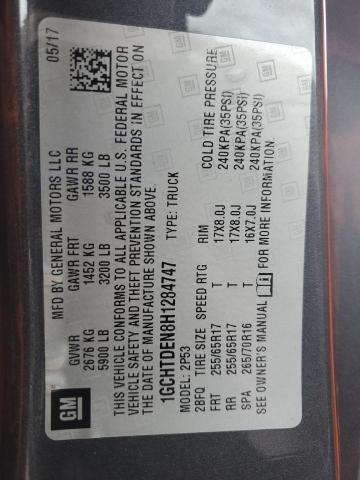 GM
MFD BY GENERAL MOTORS LLC 05/17
GVWR GAWR FRT GAWR RR
2676 KG 1452 KG 1588 KG
5900 LB 3200 LB 3500 LB
THIS VEHICLE CONFORMS TO ALL APPLICABLE U.S. FEDERAL MOTOR
VEHICLE SAFETY AND THEFT PREVENTION STANDARDS IN EFFECT ON
THE DATE OF MANUFACTURE SHOWN ABOVE.
1GCHTDEN8H1284747 TYPE: TRUCK
MODEL: 2P53
2BFQ TIRE SIZE SPEED RTG RIM COLD TIRE PRESSURE
FRT 255/65R17 T 17X8.0J 240KPA(35PSI)
RR 255/65R17 T 17X8.0J 240KPA(35PSI)
SPA 265/70R16 T 16X7.0J 240KPA(35PSI)
SEE OWNER'S MANUAL FOR MORE INFORMATION.